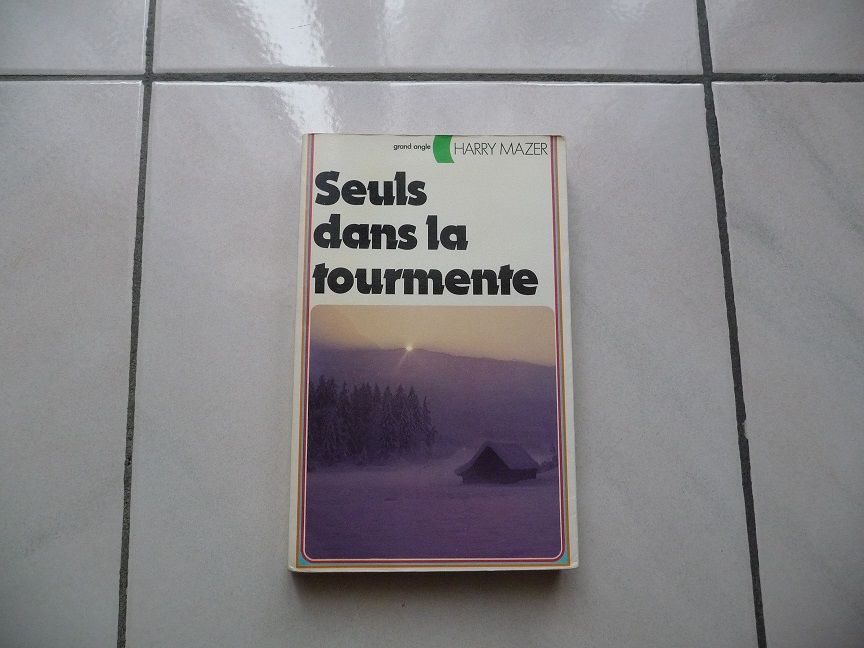 grand angle HARRY MAZER
Seuls
dans la
tourmente